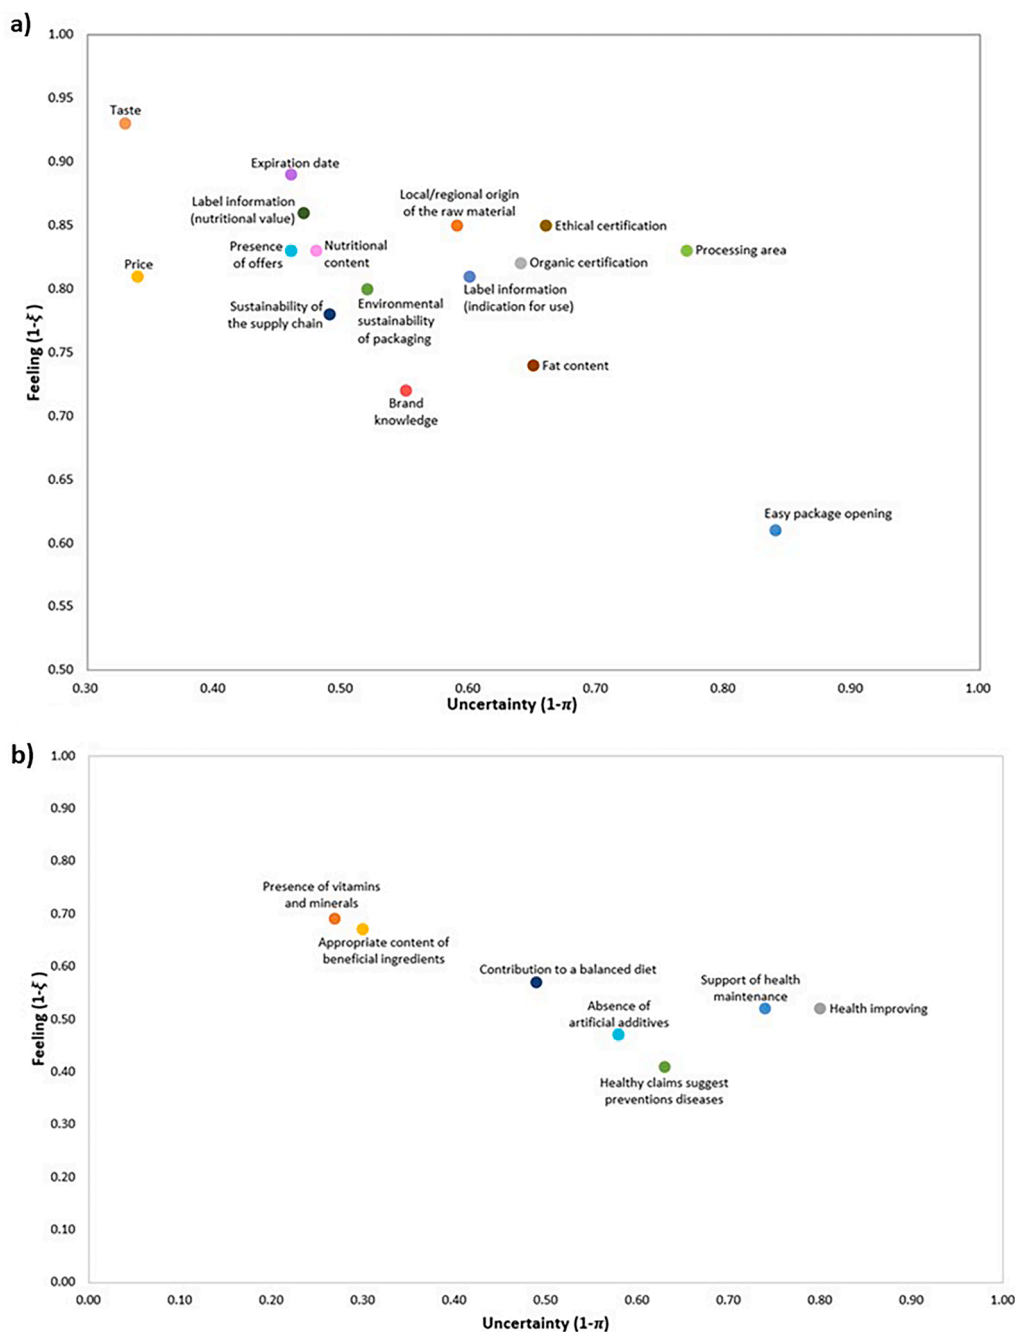 a)
1.00
0.95
0.90
0.85
0.80
0.75
0.70
0.65
0.60
0.55
0.50
Feeling (1-ξ )
Taste
Expiration date
Label information
(nutritional value)
Local/regional origin
of the raw material
Ethical certification
Presence
of offers
Nutritional
content
Processing area
Price
Organic certification
Label information
(indication for use)
Sustainability of
the supply chain
Environmental
sustainability
of packaging
Fat content
Brand
knowledge
Easy package opening
0.30 0.40 0.50 0.60 0.70 0.80 0.90 1.00
Uncertainty (1-π)
b)
1.00
0.90
0.80
0.70
0.60
0.50
0.40
0.30
0.20
0.10
0.00
Feeling (1-ξ )
Presence of vitamins
and minerals
Appropriate content of
beneficial ingredients
Contribution to a balanced diet
Support of health
maintenance
Absence of
artificial additives
Health improving
Healthy claims suggest
preventions diseases
0.00 0.10 0.20 0.30 0.40 0.50 0.60 0.70 0.80 0.90 1.00
Uncertainty (1-π)